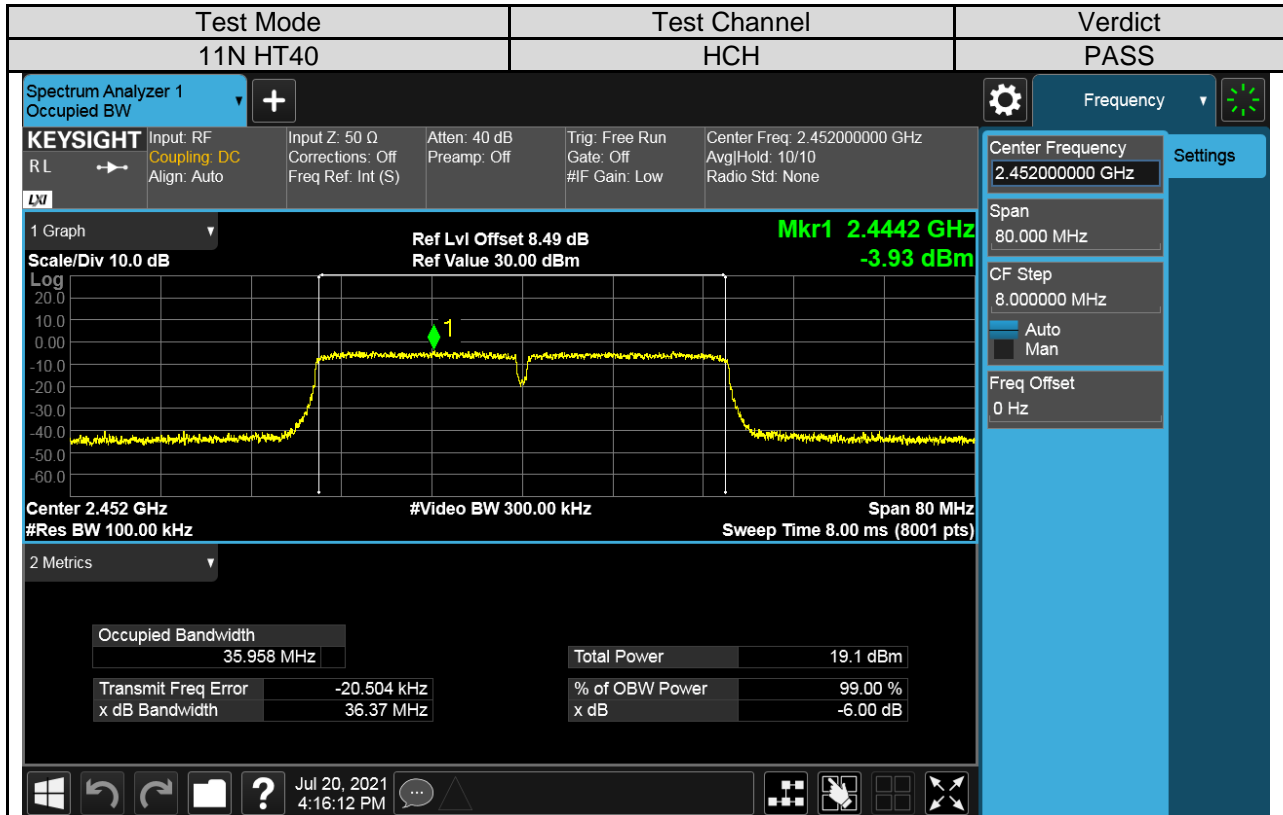 Test Mode Test Channel Verdict
11N HT40 HCH PASS
Spectrum Analyzer 1
Occupied BW
Frequency
KEYSIGHT
RL
LXI
Input: RF
Coupling: DC
Align: Auto
Input Z: 50 Ω
Corrections: Off
Freq Ref: Int (S)
Atten: 40 dB
Preamp: Off
Trig: Free Run
Gate: Off
#IF Gain: Low
Center Freq: 2.452000000 GHz
Avg|Hold: 10/10
Radio Std: None
Center Frequency
2.452000000 GHz
Settings
Span
80.000 MHz
CF Step
8.000000 MHz
Auto
Man
Freq Offset
0 Hz
1 Graph
Scale/Div 10.0 dB
Ref Lvl Offset 8.49 dB
Ref Value 30.00 dBm
Mkr1 2.4442 GHz
-3.93 dBm
Log
20.0
10.0
0.00
-10.0
-20.0
-30.0
-40.0
-50.0
-60.0
1
Center 2.452 GHz
#Res BW 100.00 kHz
#Video BW 300.00 kHz
Span 80 MHz
Sweep Time 8.00 ms (8001 pts)
2 Metrics
Occupied Bandwidth
35.958 MHz
Total Power 19.1 dBm
Transmit Freq Error -20.504 kHz
% of OBW Power 99.00 %
x dB Bandwidth 36.37 MHz
x dB -6.00 dB
?
Jul 20, 2021
4:16:12 PM